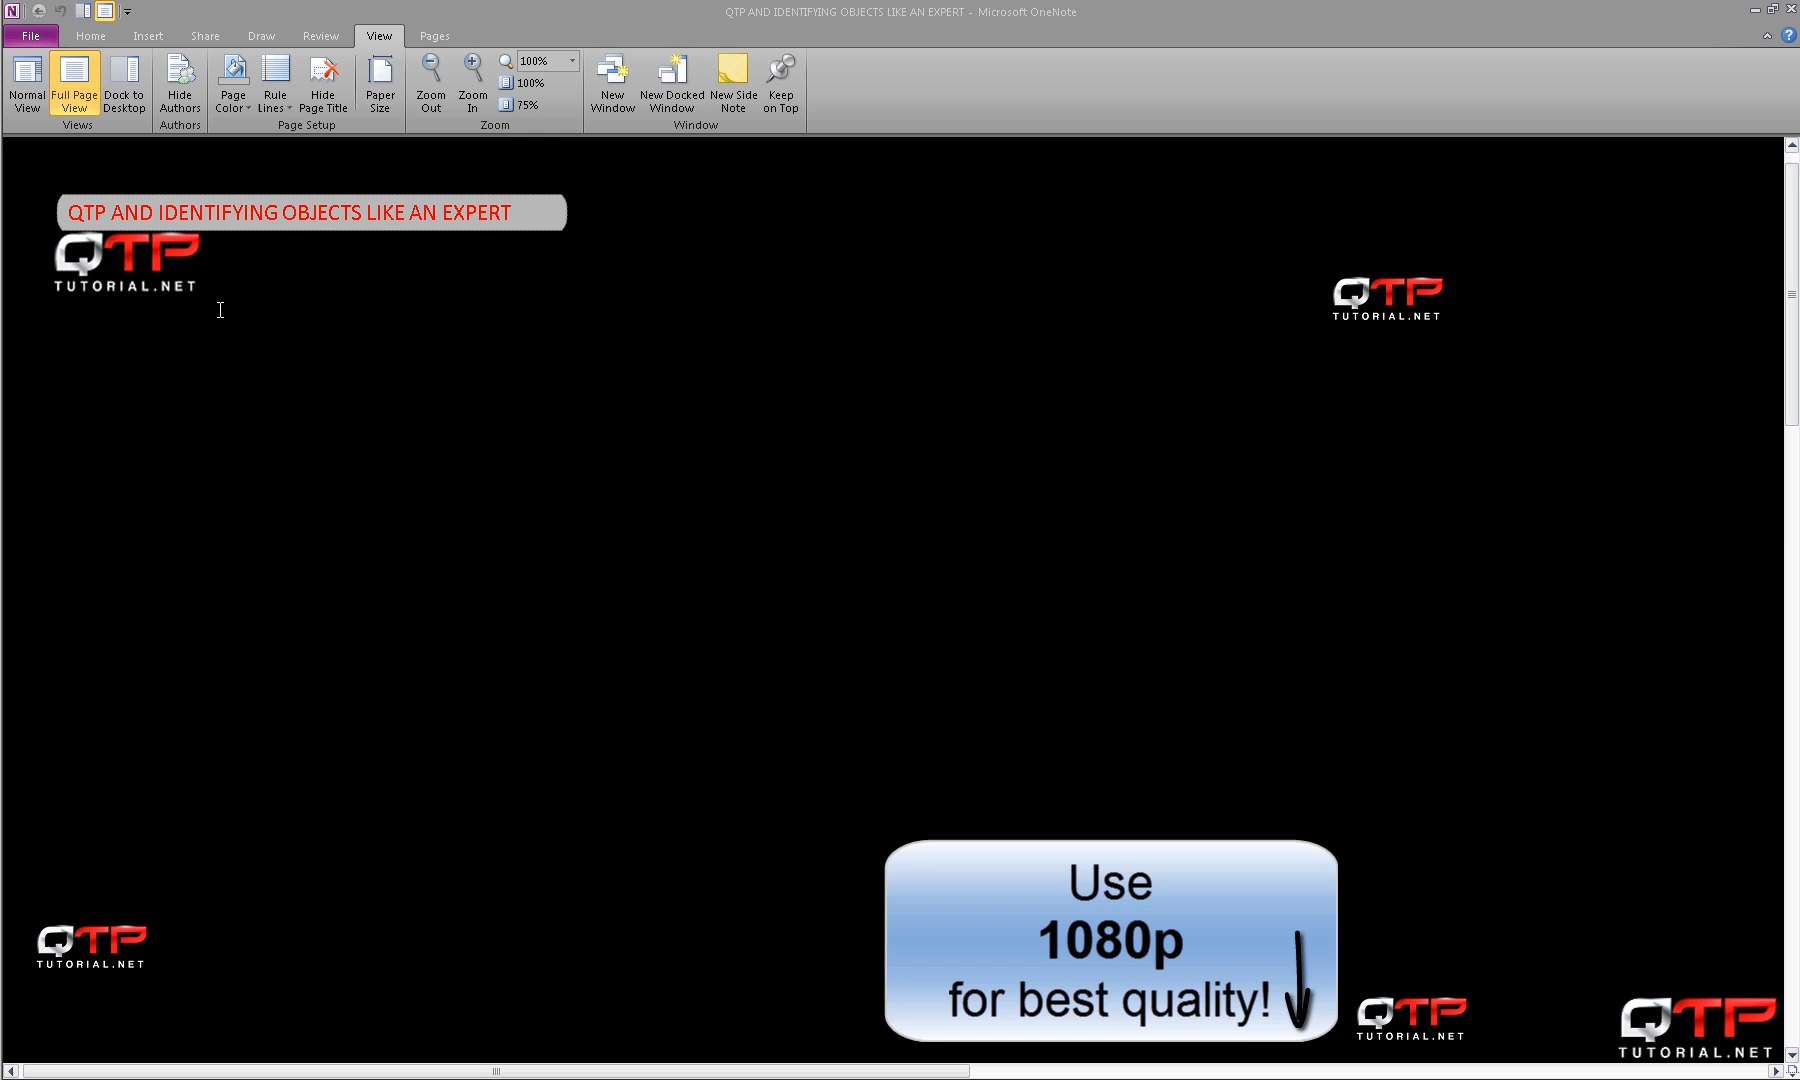 QTP AND IDENTIFYING OBJECTS LIKE AN EXPERT - Microsoft OneNote
File Home Insert Share Draw Review View Pages
Normal View
Full Page View
Dock to Desktop
Hide Authors
Page Color
Rule Lines
Hide Page Title
Paper Size
Zoom Out
Zoom In
100%
100%
75%
New Window
New Docked Window
New Side Note
Keep on Top
Views Authors Page Setup Zoom Window
QTP AND IDENTIFYING OBJECTS LIKE AN EXPERT
QTP
TUTORIAL.NET
QTP
TUTORIAL.NET
Use
1080p
for best quality!
QTP
TUTORIAL.NET
QTP
TUTORIAL.NET
QTP
TUTORIAL.NET